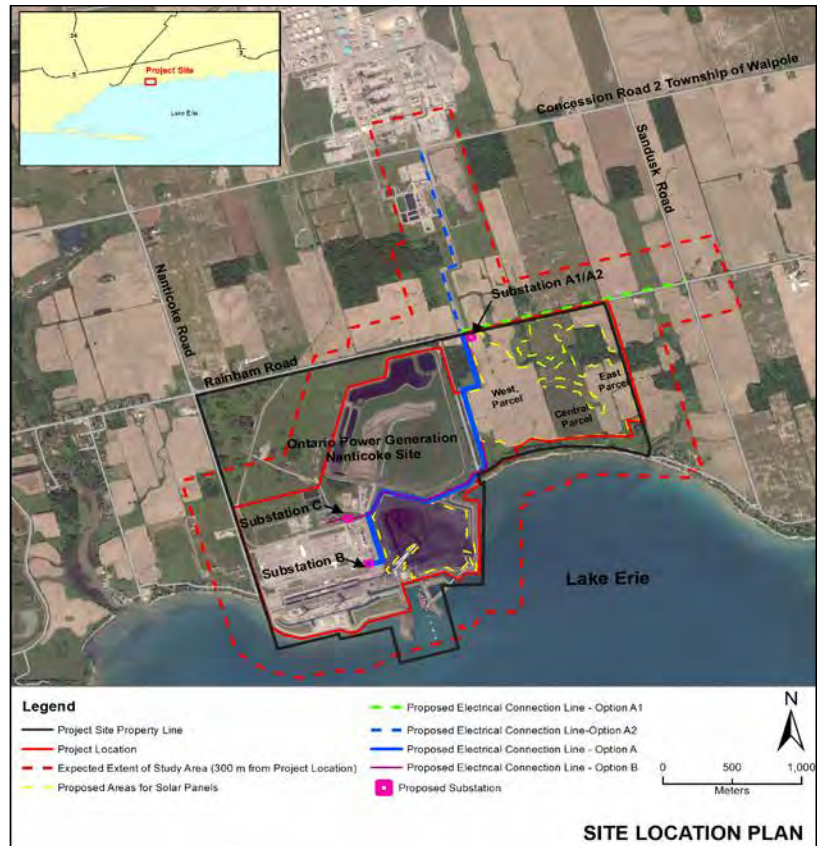 24
3
3
Project Site
Lake Erie
Concession Road 2 Township of Walpole
Sandusk Road
Nanticoke Road
Substation A1/A2
Rainham Road
West
Parcel
East
Parcel
Central
Parcel
Ontario Power Generation
Nanticoke Site
Substation C
Substation B
Lake Erie
Legend
Project Site Property Line
Project Location
Expected Extent of Study Area (300 m from Project Location)
Proposed Areas for Solar Panels
Proposed Electrical Connection Line - Option A1
Proposed Electrical Connection Line-Option A2
Proposed Electrical Connection Line - Option A
Proposed Electrical Connection Line - Option B
Proposed Substation
N
0 500 1,000
Meters
SITE LOCATION PLAN